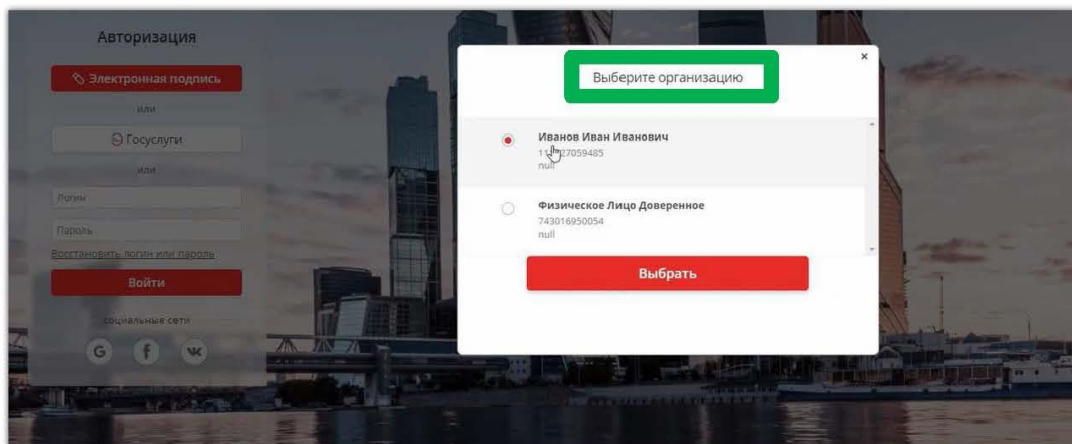 Авторизация
Электронная подпись
или
Госуслуги
или
Логин
Пароль
Восстановить логин или пароль
Войти
социальные сети
G f
×
Выберите организацию
Иванов Иван Иванович
null
Физическое Лицо Доверенное
743016950054
null
Выбрать